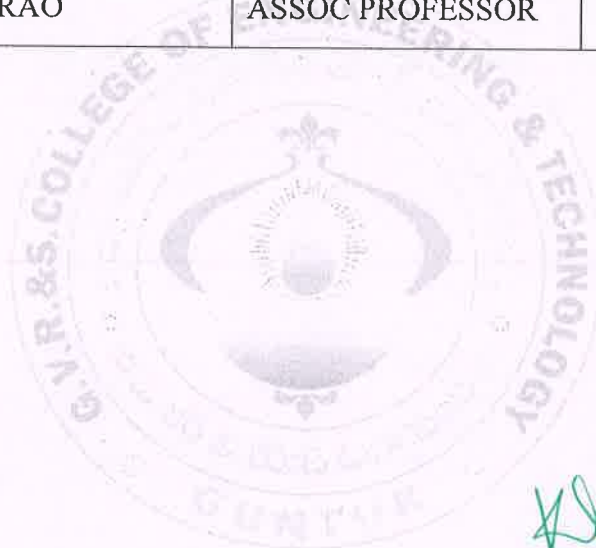 RAO ASSOC PROFESSOR
G.V.R.&S. COLLEGE OF ENGINEERING & TECHNOLOGY
GUNTUR